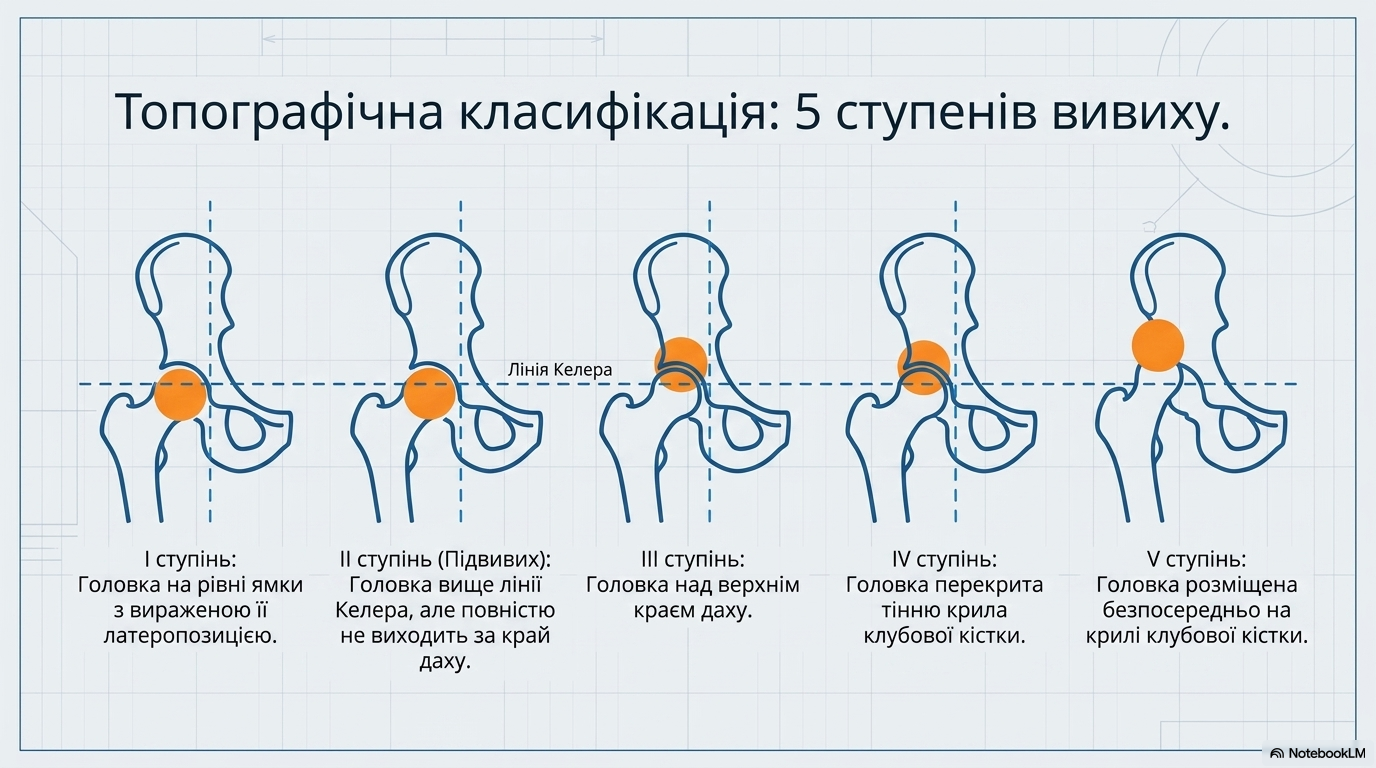 Топографічна класифікація: 5 ступенів вивиху.
Лінія Келера
I ступінь:
Головка на рівні ямки
з вираженою її
латеропозицією.
II ступінь (Підвивих):
Головка вище лінії
Келера, але повністю
не виходить за край
даху.
III ступінь:
Головка над верхнім
краєм даху.
IV ступінь:
Головка перекрита
тінню крила
клубової кістки.
V ступінь:
Головка розміщена
безпосередньо на
крилі клубової кістки.
NotebookLM